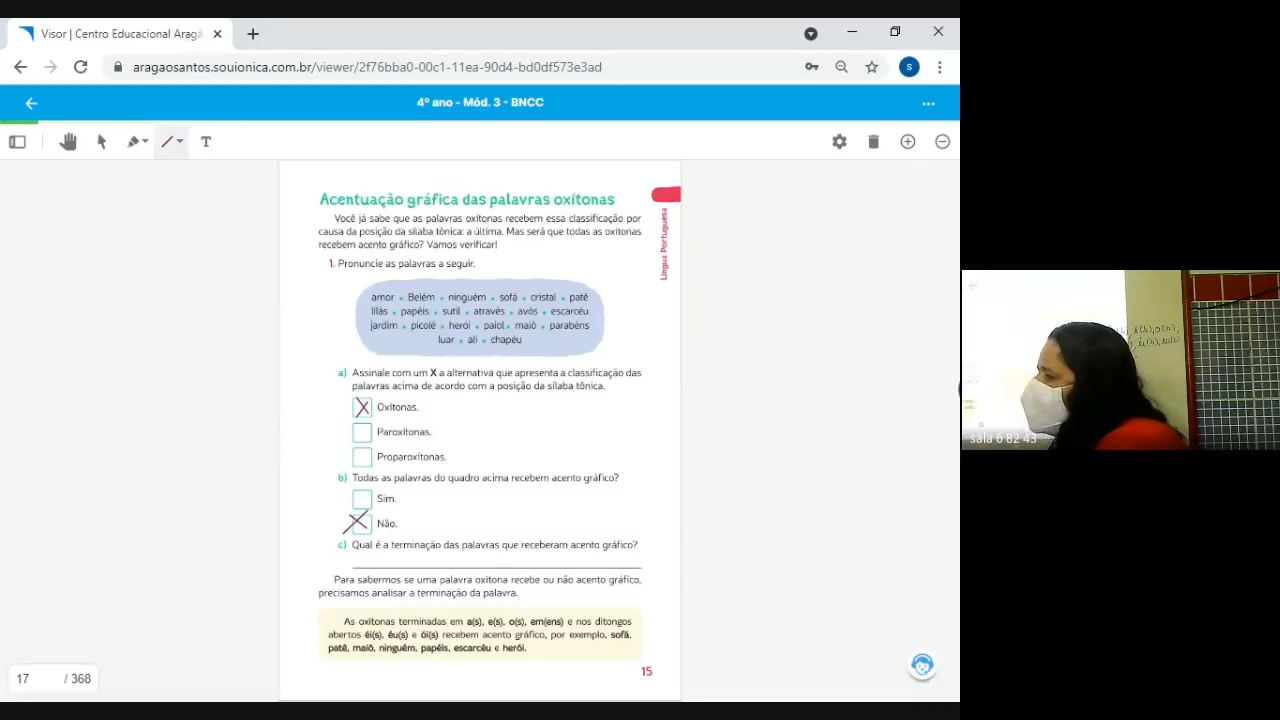 Visor | Centro Educacional Aragã
aragaosantos.souionica.com.br/viewer/2f76bba0-00c1-11ea-90d4-bd0df573e3ad
s
4º ano - Mód. 3 - BNCC
T
Acentuação gráfica das palavras oxítonas
Você já sabe que as palavras oxítonas recebem essa classificação por
causa da posição da sílaba tônica: a última. Mas será que todas as oxítonas
recebem acento gráfico? Vamos verificar!
1. Pronuncie as palavras a seguir.
amor • Belém • ninguém • sofá • cristal • patê
lilás • papéis • sutil • através • avós • escarcéu
jardim • picolé • herói • paiol • maiô • parabéns
luar • ali • chapéu
a) Assinale com um X a alternativa que apresenta a classificação das
palavras acima de acordo com a posição da sílaba tônica.
X Oxítonas.
Paroxítonas.
Proparoxítonas.
b) Todas as palavras do quadro acima recebem acento gráfico?
Sim.
X Não.
c) Qual é a terminação das palavras que receberam acento gráfico?
Para sabermos se uma palavra oxítona recebe ou não acento gráfico,
precisamos analisar a terminação da palavra.
As oxítonas terminadas em a(s), e(s), o(s), em(ens) e nos ditongos
abertos éi(s), éu(s) e ói(s) recebem acento gráfico, por exemplo, sofá,
patê, maiô, ninguém, papéis, escarcéu e herói.
15
Língua Portuguesa
17 / 368
sala 6 82 43